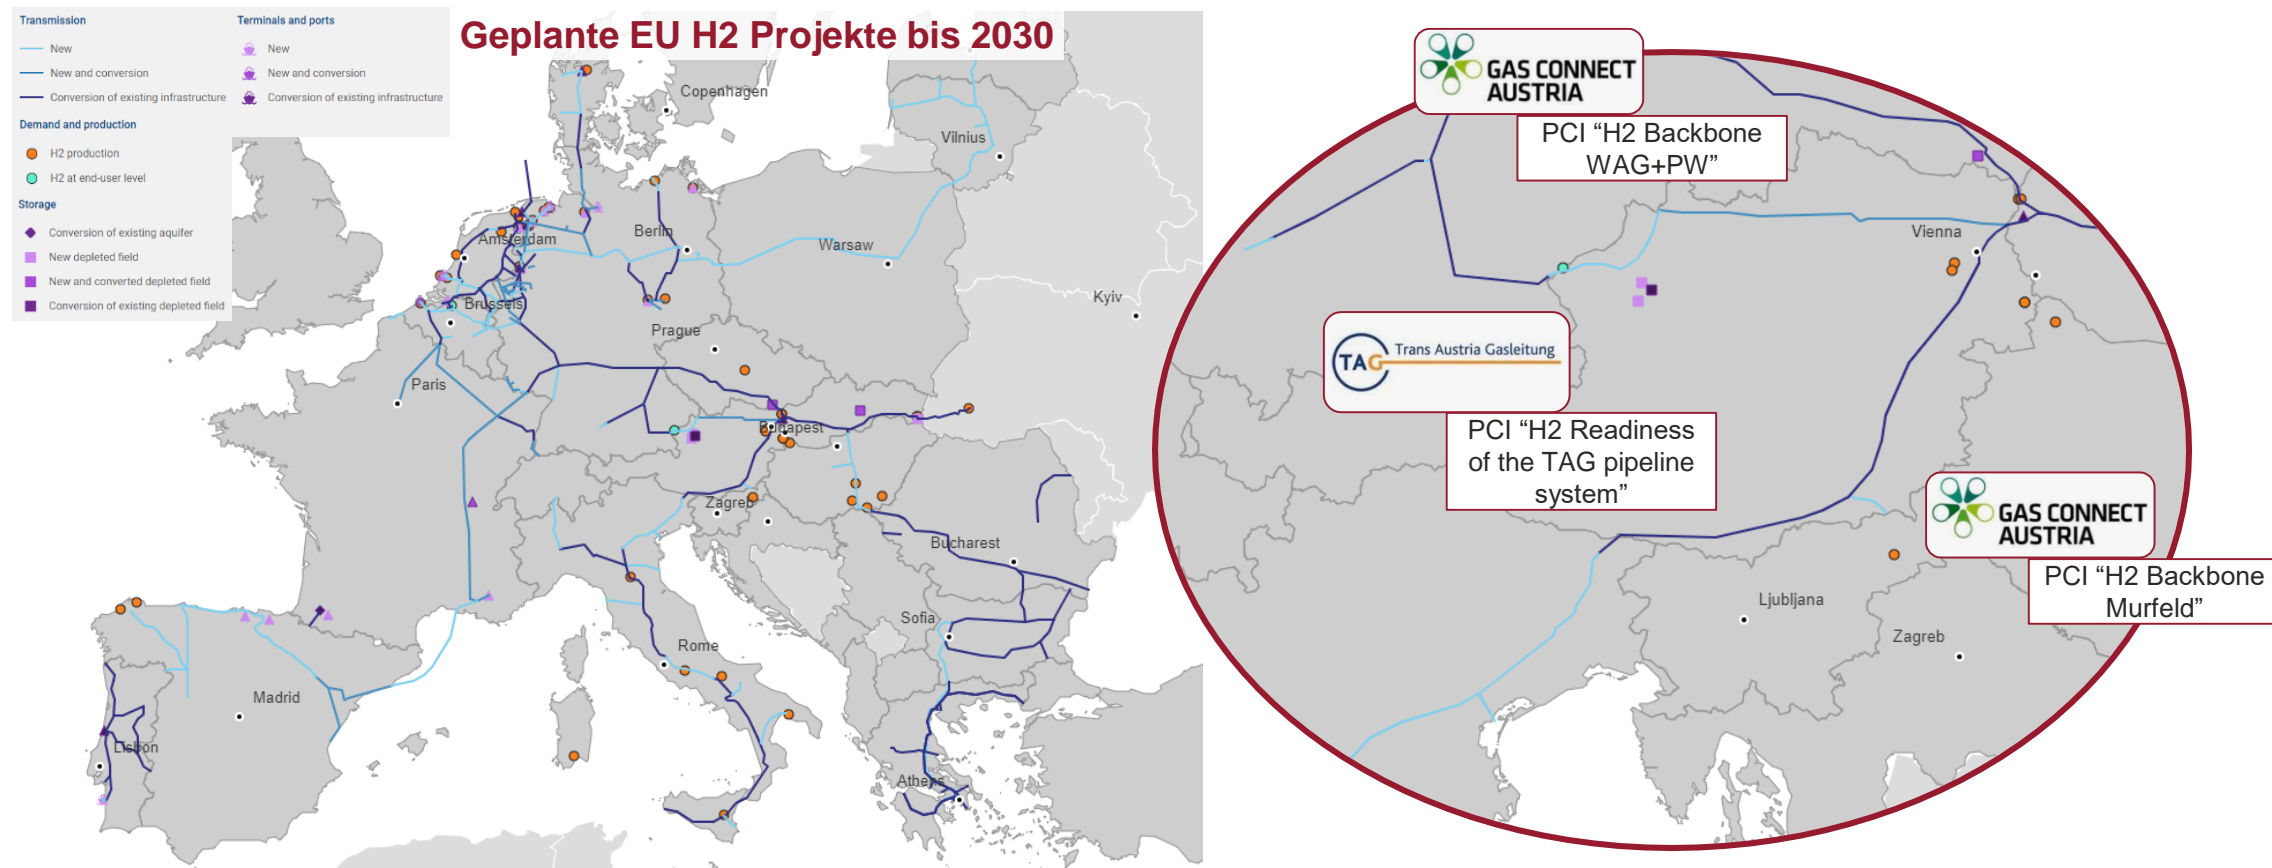 Geplante EU H2 Projekte bis 2030
Transmission
New
New and conversion
Conversion of existing infrastructure
Terminals and ports
New
New and conversion
Conversion of existing infrastructure
Demand and production
H2 production
H2 at end-user level
Storage
Conversion of existing aquifer
New depleted field
New and converted depleted field
Conversion of existing depleted field
Copenhagen
Vilnius
Amsterdam
Berlin
Warsaw
Brussels
Kyiv
Prague
Paris
Budapest
Zagreb
Bucharest
Sofia
Rome
Madrid
Lisbon
Athens
GAS CONNECT
AUSTRIA
PCI “H2 Backbone
WAG+PW”
Vienna
TAG Trans Austria Gasleitung
PCI “H2 Readiness
of the TAG pipeline
system”
GAS CONNECT
AUSTRIA
PCI “H2 Backbone
Murfeld”
Ljubljana
Zagreb